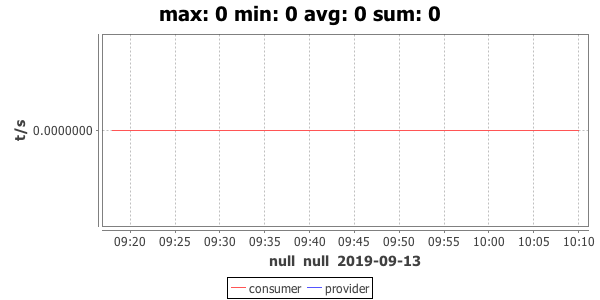 max: 0 min: 0 avg: 0 sum: 0
t/s
0.0000000
09:20 09:25 09:30 09:35 09:40 09:45 09:50 09:55 10:00 10:05 10:10
null null 2019-09-13
consumer provider